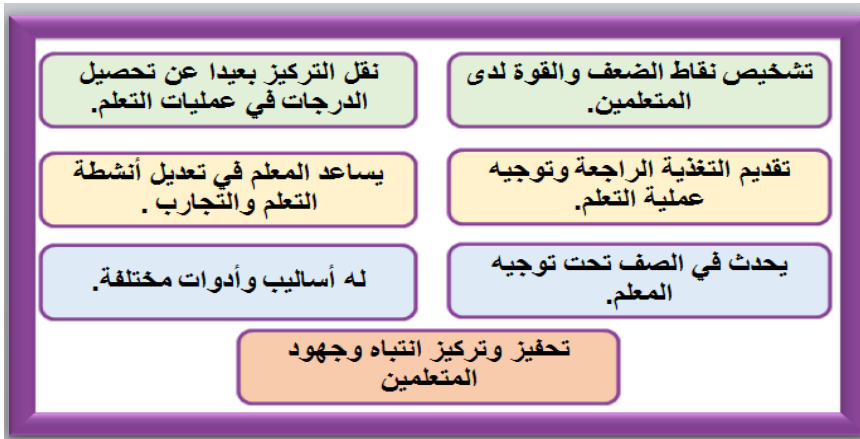 تشخيص نقاط الضعف والقوة لدى
المتعلمين.
نقل التركيز بعيدا عن تحصيل
الدرجات في عمليات التعلم.
تقديم التغذية الراجعة وتوجيه
عملية التعلم.
يساعد المعلم في تعديل أنشطة
التعلم والتجارب .
يحدث في الصف تحت توجيه
المعلم.
له أساليب وأدوات مختلفة.
تحفيز وتركيز انتباه وجهود
المتعلمين